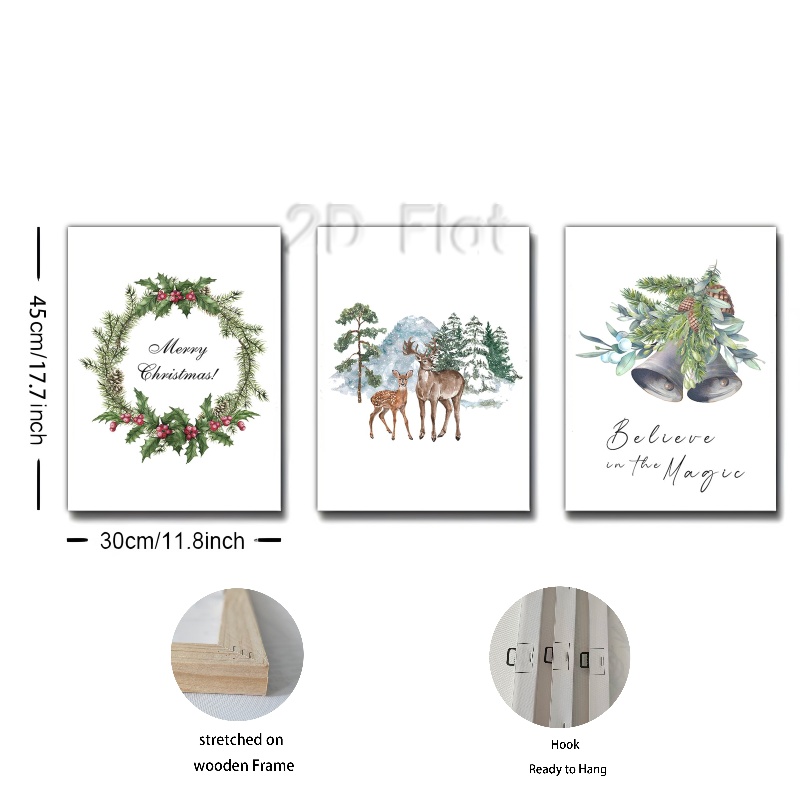 2D Flat
45cm/17.7inch
Merry
Christmas!
Believe
in the Magic
30cm/11.8inch
stretched on
wooden Frame
Hook
Ready to Hang